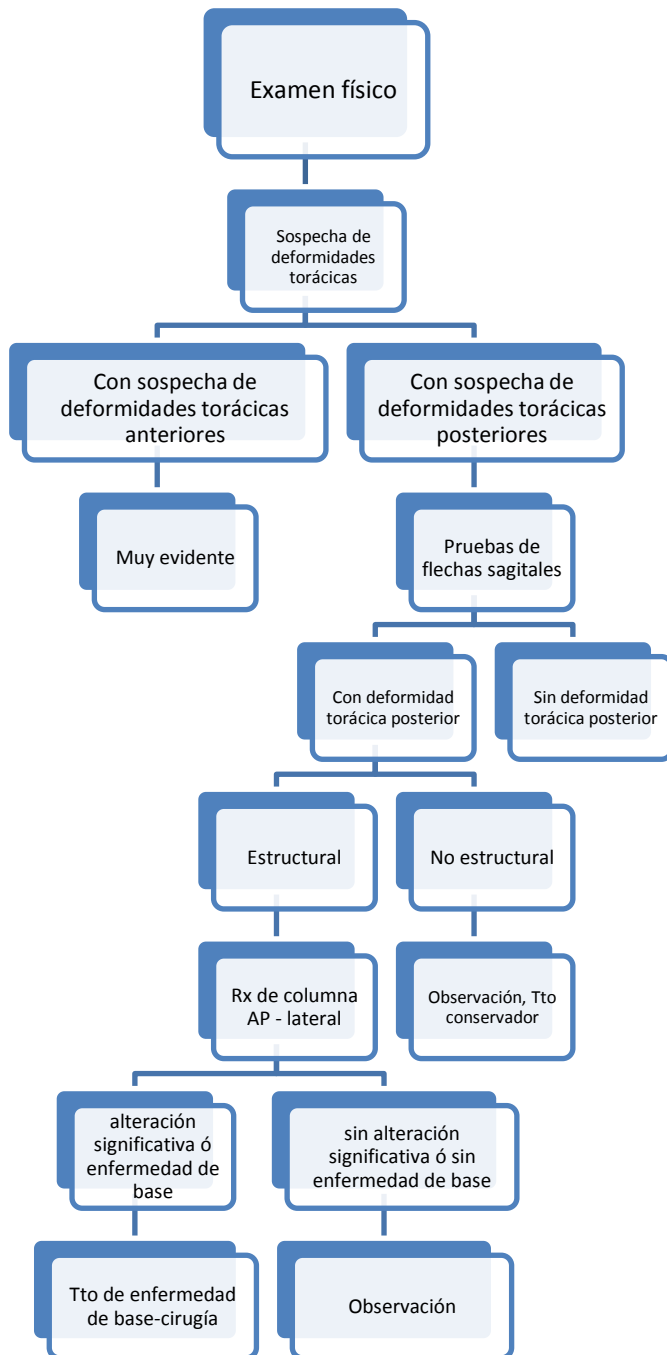 Examen físico
Sospecha de
deformidades
torácicas
Con sospecha de
deformidades torácicas
anteriores
Con sospecha de
deformidades torácicas
posteriores
Muy evidente
Pruebas de
flechas sagitales
Con deformidad
torácica posterior
Sin deformidad
torácica posterior
Estructural
No estructural
Rx de columna
AP - lateral
Observación, Tto
conservador
alteración
significativa ó
enfermedad de
base
sin alteración
significativa ó sin
enfermedad de base
Tto de enfermedad
de base-cirugía
Observación